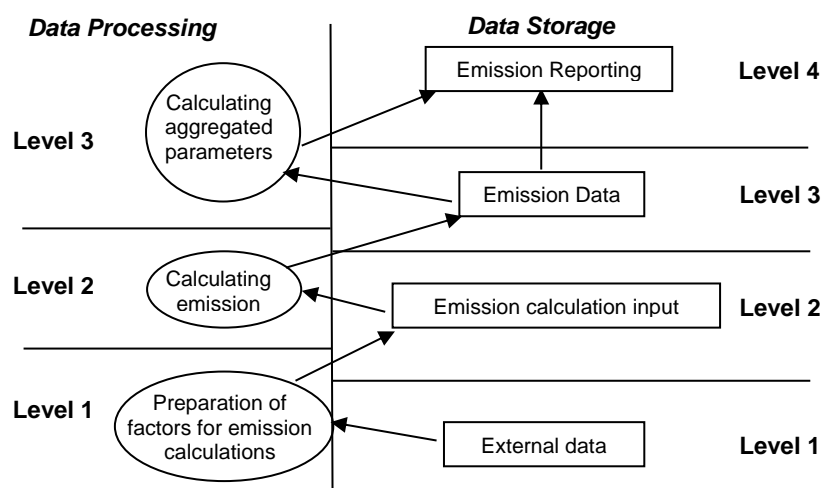 Data Processing
Data Storage
Emission Reporting
Level 4
Calculating
aggregated
parameters
Level 3
Emission Data
Level 3
Calculating
emission
Level 2
Emission calculation input
Level 2
Level 1
Preparation of
factors for emission
calculations
External data
Level 1